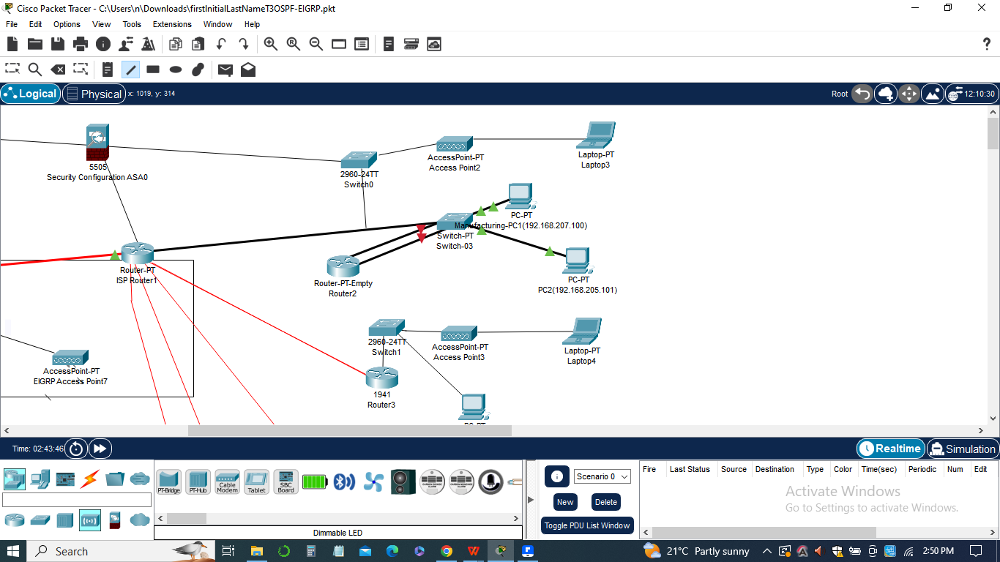 Cisco Packet Tracer - C:\Users\n\Downloads\firstInitialLastNameT3OSPF-EIGRP.pkt
File Edit Options View Tools Extensions Window Help
Logical Physical x: 1019, y: 314 Root 12:10:30
5505
Security Configuration ASA0
2960-24TT
Switch0
AccessPoint-PT
Access Point2
Laptop-PT
Laptop3
PC-PT
Manufacturing-PC1(192.168.207.100)
Switch-PT
Switch-03
Router-PT
ISP Router1
Router-PT-Empty
Router2
PC-PT
PC2(192.168.205.101)
2960-24TT
Switch1
AccessPoint-PT
Access Point3
Laptop-PT
Laptop4
AccessPoint-PT
EIGRP Access Point7
1941
Router3
PC-PT
Time: 02:43:46 Realtime Simulation
PT-Bridge PT-Hub Cable Modem Tablet SBC Board
Dimmable LED
Scenario 0
New Delete
Toggle PDU List Window
Fire Last Status Source Destination Type Color Time(sec) Periodic Num Edit
Activate Windows
Go to Settings to activate Windows.
Search 21°C Partly sunny 2:50 PM